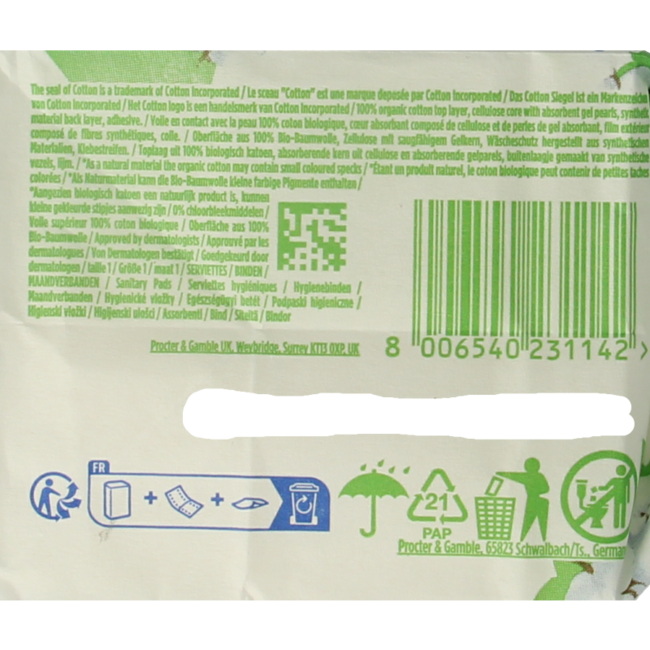 The seal of Cotton is a trademark of Cotton Incorporated / Le sceau "Cotton" est une marque deposée par Cotton Incorporated / Das Cotton Siegel ist ein Markenzeichen
von Cotton Incorporated / Het Cotton logo is een handelsmerk van Cotton Incorporated / 100% organic cotton top layer, cellulose core with absorbent gel pearls, synthetic
material back layer, adhesive. / Voile en contact avec la peau 100% coton biologique, cœur absorbant composé de cellulose et de perles de gel absorbant, film extérieur
composé de fibres synthétiques, colle. / Oberfläche aus 100% Bio-Baumwolle, Zellulose mit saugfähigem Gelkern, Wäscheschutz hergestellt aus synthetischen
Materialien, Klebestreifen. / Toplaag uit 100% biologisch katoen, absorberende kern uit cellulose en absorberende gelparels, buitenlaagje gemaakt van synthetische
vezels, lijm. / *As a natural material the organic cotton may contain small coloured specks / *Étant en produit naturel, le coton biologique peut contenir de petites taches
colorées / *Als Naturmaterial kann die Bio-Baumwolle kleine farbige Pigmente enthalten /
*Aangezien biologisch katoen een natuurlijk product is, kunnen
kleine gekleurde stipjes aanwezig zijn / 0% chloorbleekmiddelen /
Voile supérieur 100% coton biologique / Oberfläche aus 100%
Bio-Baumwolle / Approved by dermatologists / Approuvé par les
dermatologues / Von Dermatologen bestätigt / Goedgekeurd door
dermatologen / taille 1 / Größe 1 / maat 1 / SERVIETTES / BINDEN /
MAANDVERBANDEN / Sanitary Pads / Serviettes hygiéniques / Hygienebinden /
Maandverbanden / Hygienické vložky / Egészségügyi betét / Podpaski higieniczne /
Higienski vložki / Higijenski ulošci / Assorbenti / Bind / Siteitä / Bindor
Procter & Gamble UK, Weybridge, Surrey KT13 0XP, UK
8 006540 231142 >
FR
21
PAP
Procter & Gamble, 65823 Schwalbach/Ts., German